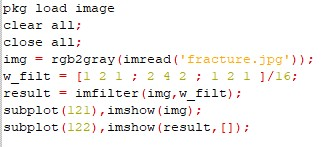 pkg load image
clear all;
close all;
img = rgb2gray(imread('fracture.jpg'));
w_filt = [1 2 1 ; 2 4 2 ; 1 2 1 ]/16;
result = imfilter(img,w_filt);
subplot(121),imshow(img);
subplot(122),imshow(result,[]);